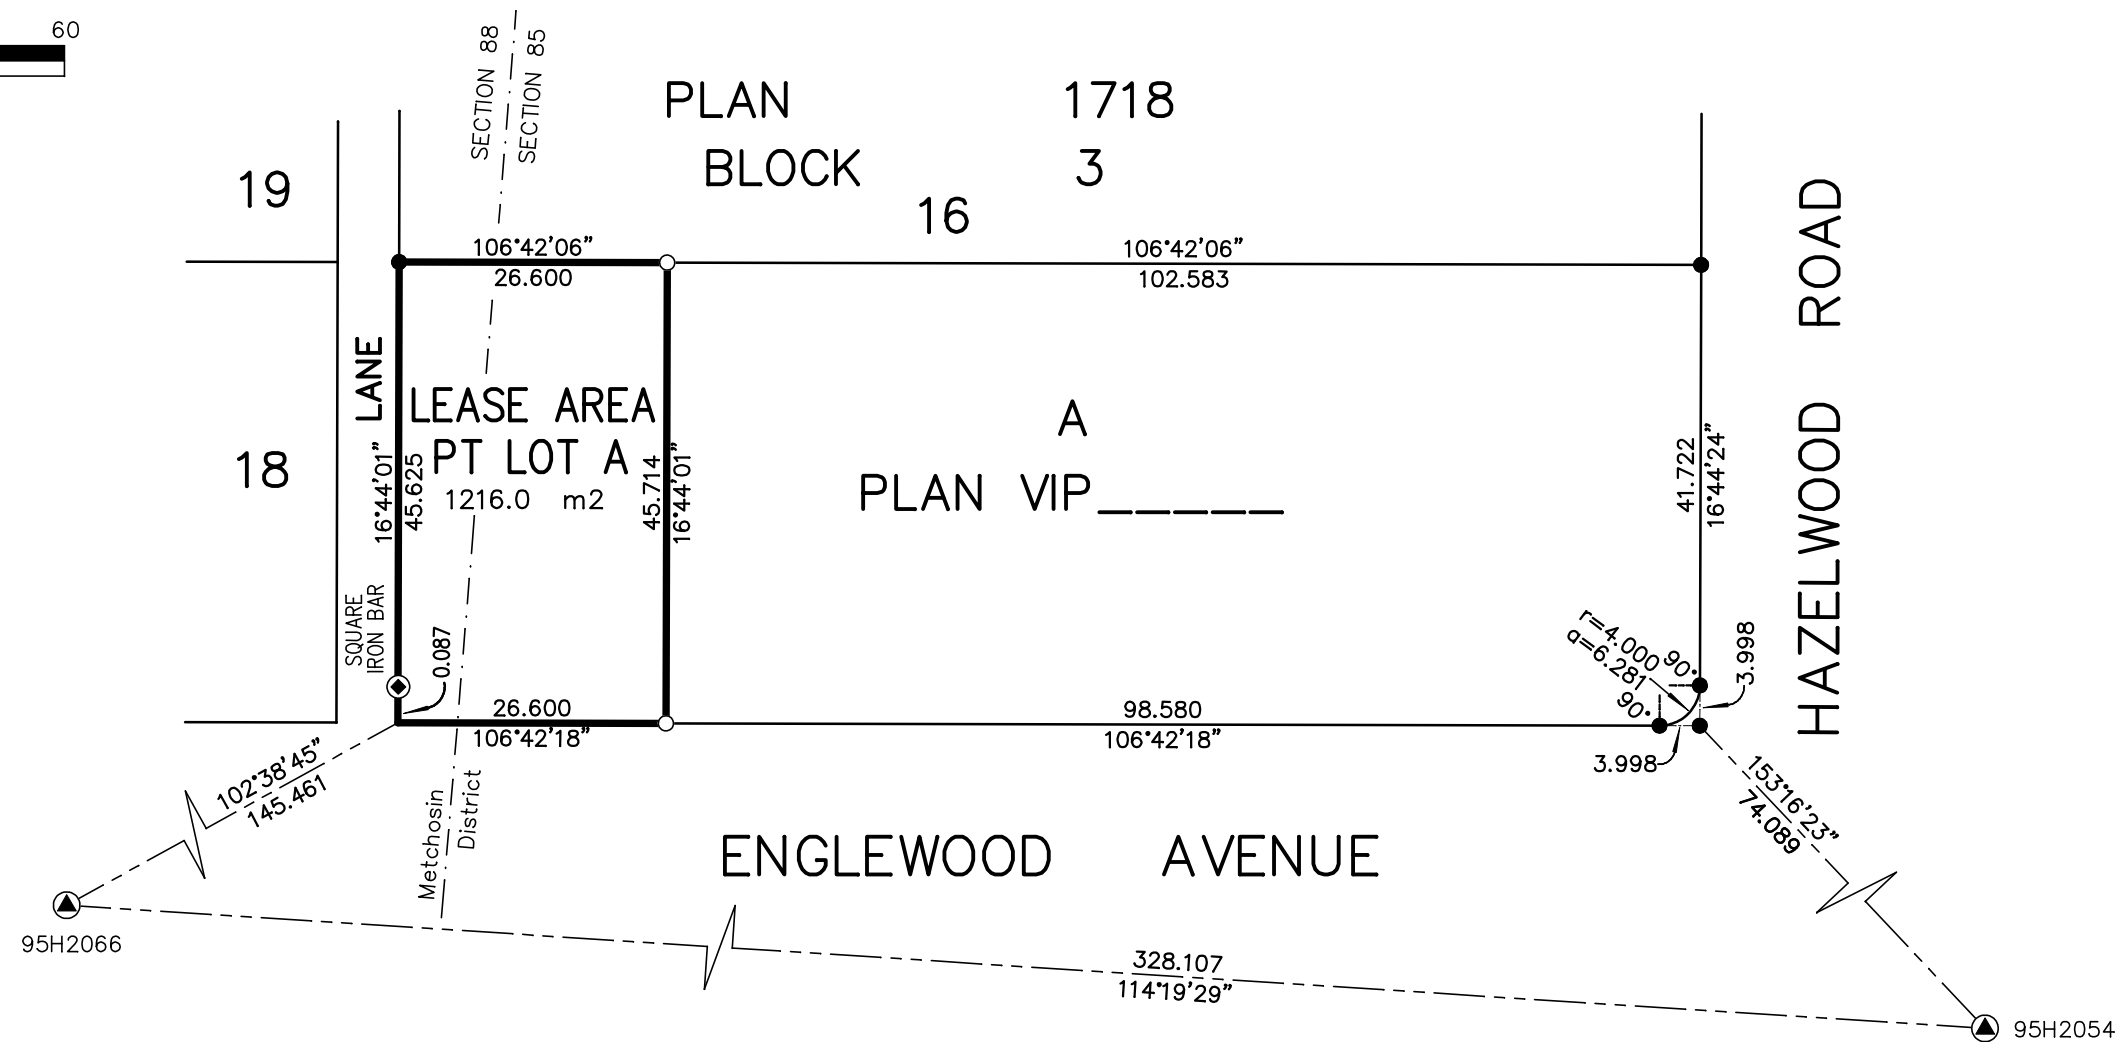 60
SECTION 88
SECTION 85
PLAN 1718
BLOCK 3
19
16
106°42'06"
26.600
106°42'06"
102.583
HAZELWOOD ROAD
LANE
LEASE AREA
PT LOT A
1216.0 m2
18
16°44'01"
45.625
45.714
16°44'01"
A
PLAN VIP_____
41.722
16°44'24"
SQUARE
IRON BAR
0.087
r=4.000
a=6.281
90°
90°
3.998
26.600
106°42'18"
98.580
106°42'18"
3.998
102°38'45"
145.461
Metchosin
District
153°16'23"
74.089
ENGLEWOOD AVENUE
95H2066
328.107
114°19'29"
95H2054